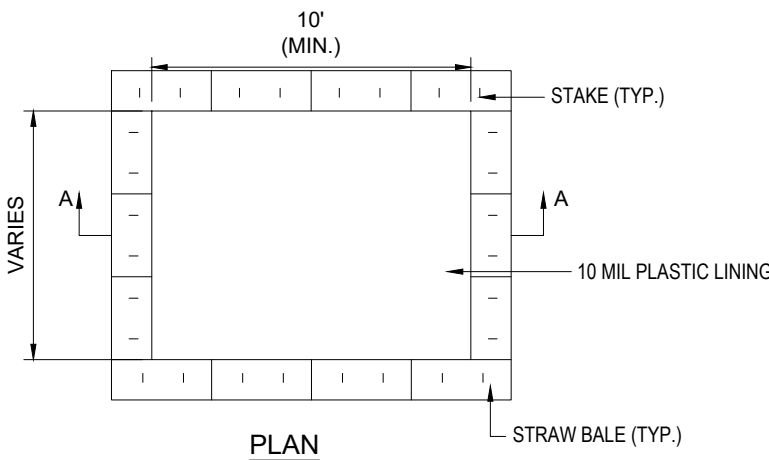 10'
(MIN.)
STAKE (TYP.)
A
A
VARIES
10 MIL PLASTIC LINING
STRAW BALE (TYP.)
PLAN